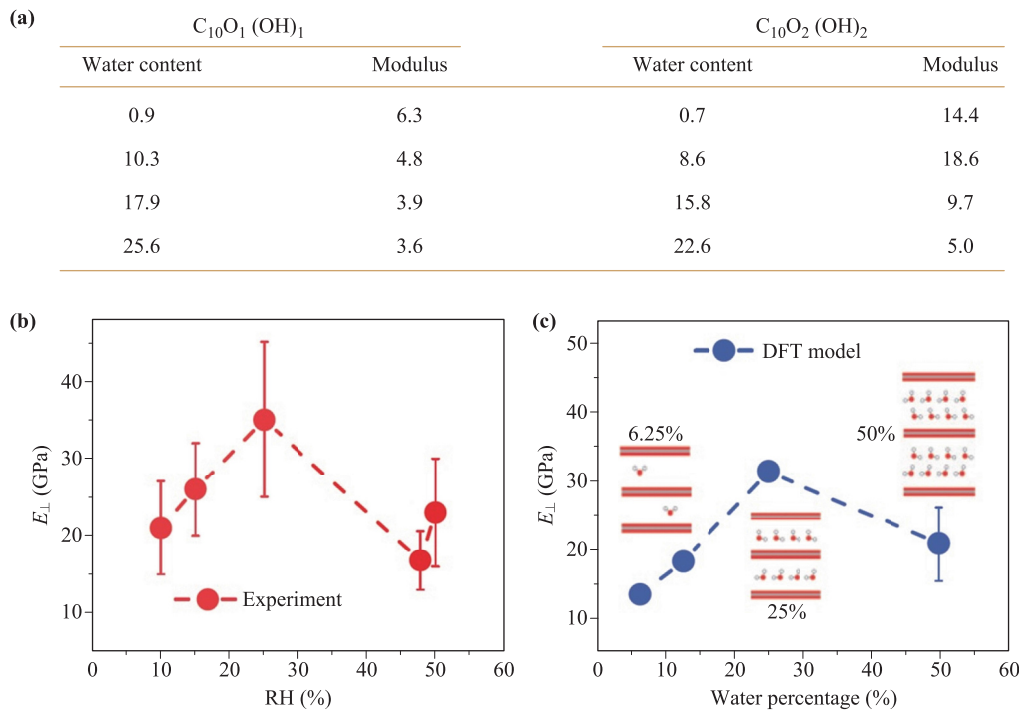 (a)
C10O1 (OH)1 C10O2 (OH)2
Water content Modulus Water content Modulus
0.9 6.3 0.7 14.4
10.3 4.8 8.6 18.6
17.9 3.9 15.8 9.7
25.6 3.6 22.6 5.0
(b)
E⊥ (GPa)
40
30
20
10
Experiment
0 10 20 30 40 50 60
RH (%)
(c)
E⊥ (GPa)
50
40
30
20
10
DFT model
6.25%
50%
25%
0 10 20 30 40 50 60
Water percentage (%)